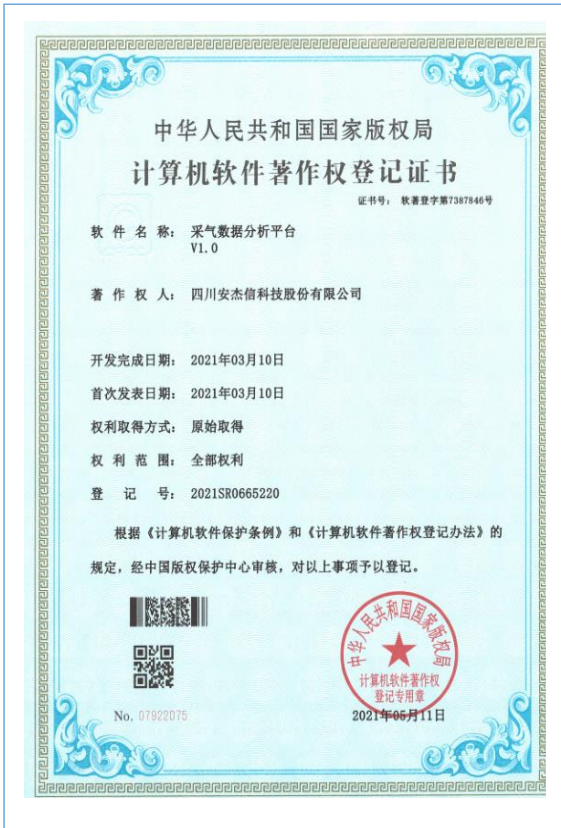 中华人民共和国国家版权局
计算机软件著作权登记证书
证书号： 软著登字第7387846号
软件名称： 采气数据分析平台
V1.0
著作权人： 四川安杰信科技股份有限公司
开发完成日期： 2021年03月10日
首次发表日期： 2021年03月10日
权利取得方式： 原始取得
权利范围： 全部权利
登记号： 2021SR0665220
根据《计算机软件保护条例》和《计算机软件著作权登记办法》的
规定，经中国版权保护中心审核，对以上事项予以登记。
中华人民共和国国家版权局
计算机软件著作权
登记专用章
No. 07922075
2021年05月11日